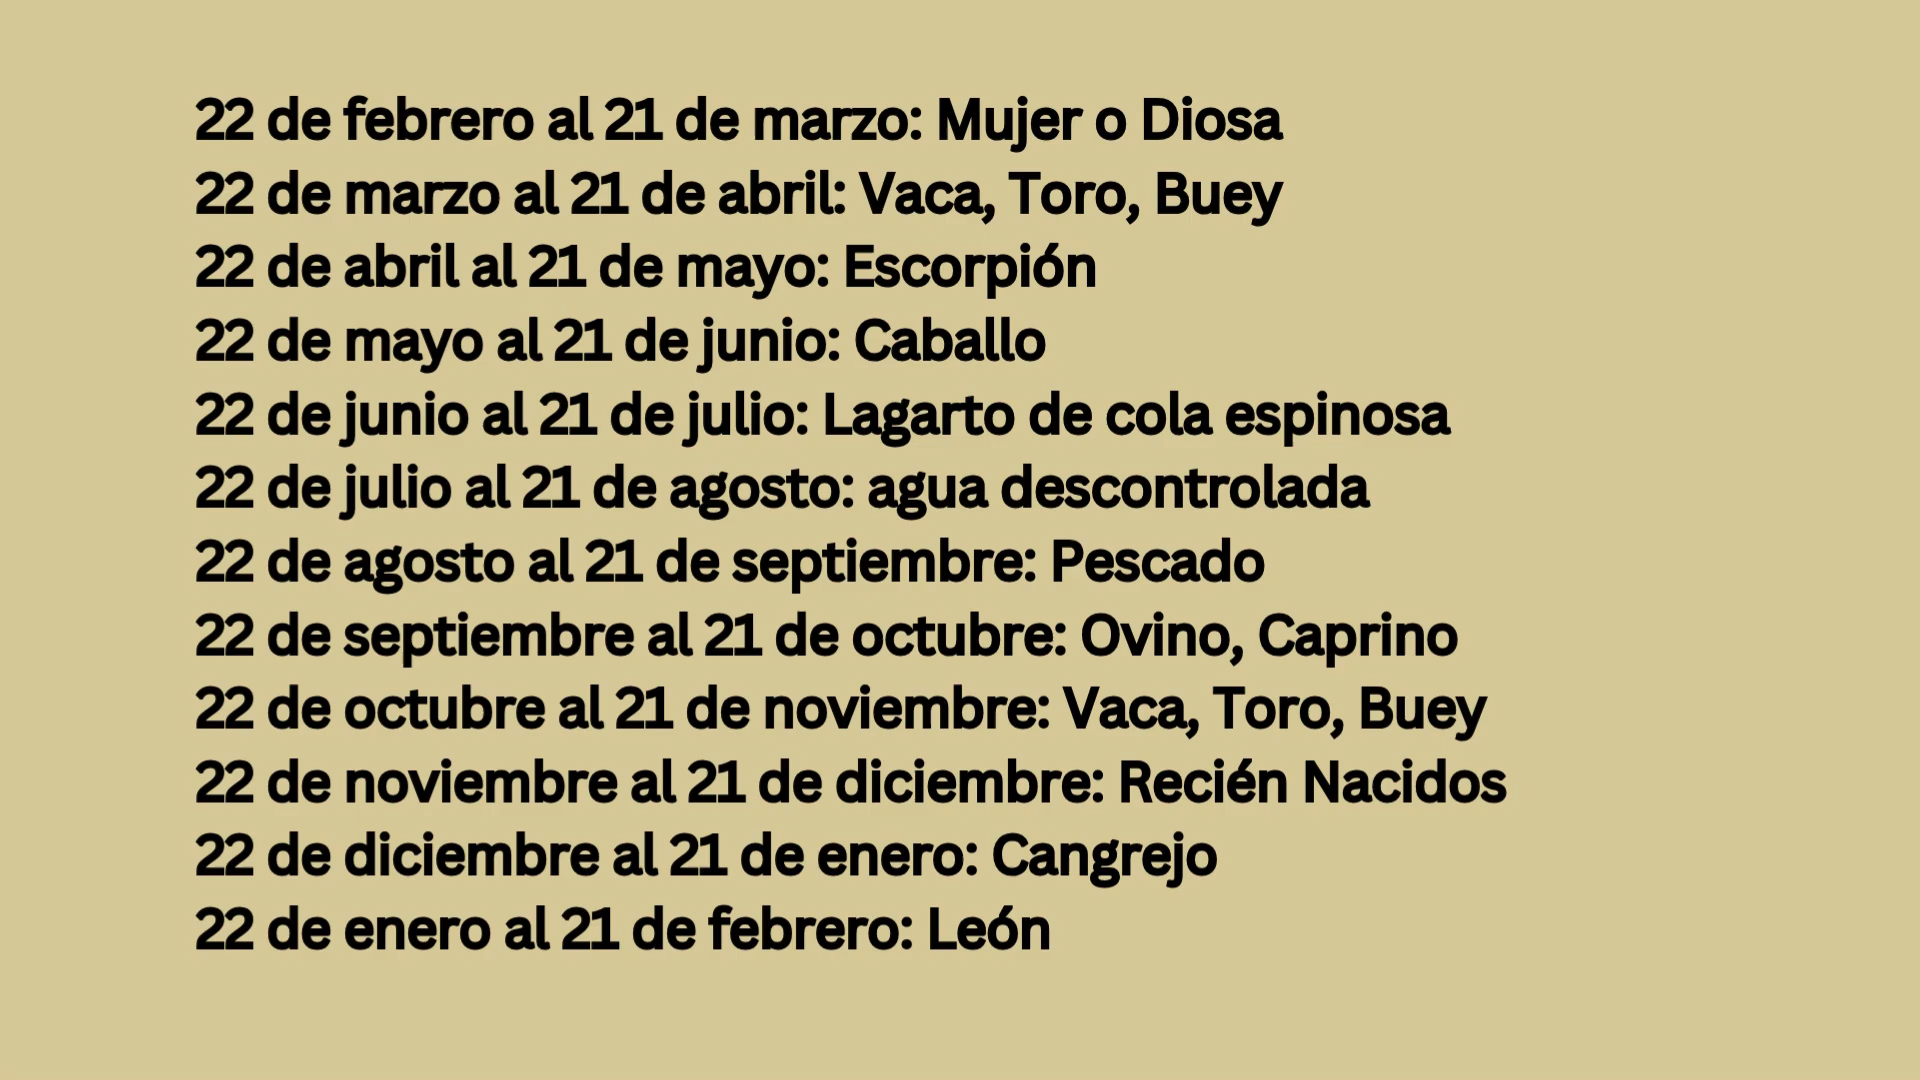 22 de febrero al 21 de marzo: Mujer o Diosa
22 de marzo al 21 de abril: Vaca, Toro, Buey
22 de abril al 21 de mayo: Escorpión
22 de mayo al 21 de junio: Caballo
22 de junio al 21 de julio: Lagarto de cola espinosa
22 de julio al 21 de agosto: agua descontrolada
22 de agosto al 21 de septiembre: Pescado
22 de septiembre al 21 de octubre: Ovino, Caprino
22 de octubre al 21 de noviembre: Vaca, Toro, Buey
22 de noviembre al 21 de diciembre: Recién Nacidos
22 de diciembre al 21 de enero: Cangrejo
22 de enero al 21 de febrero: León